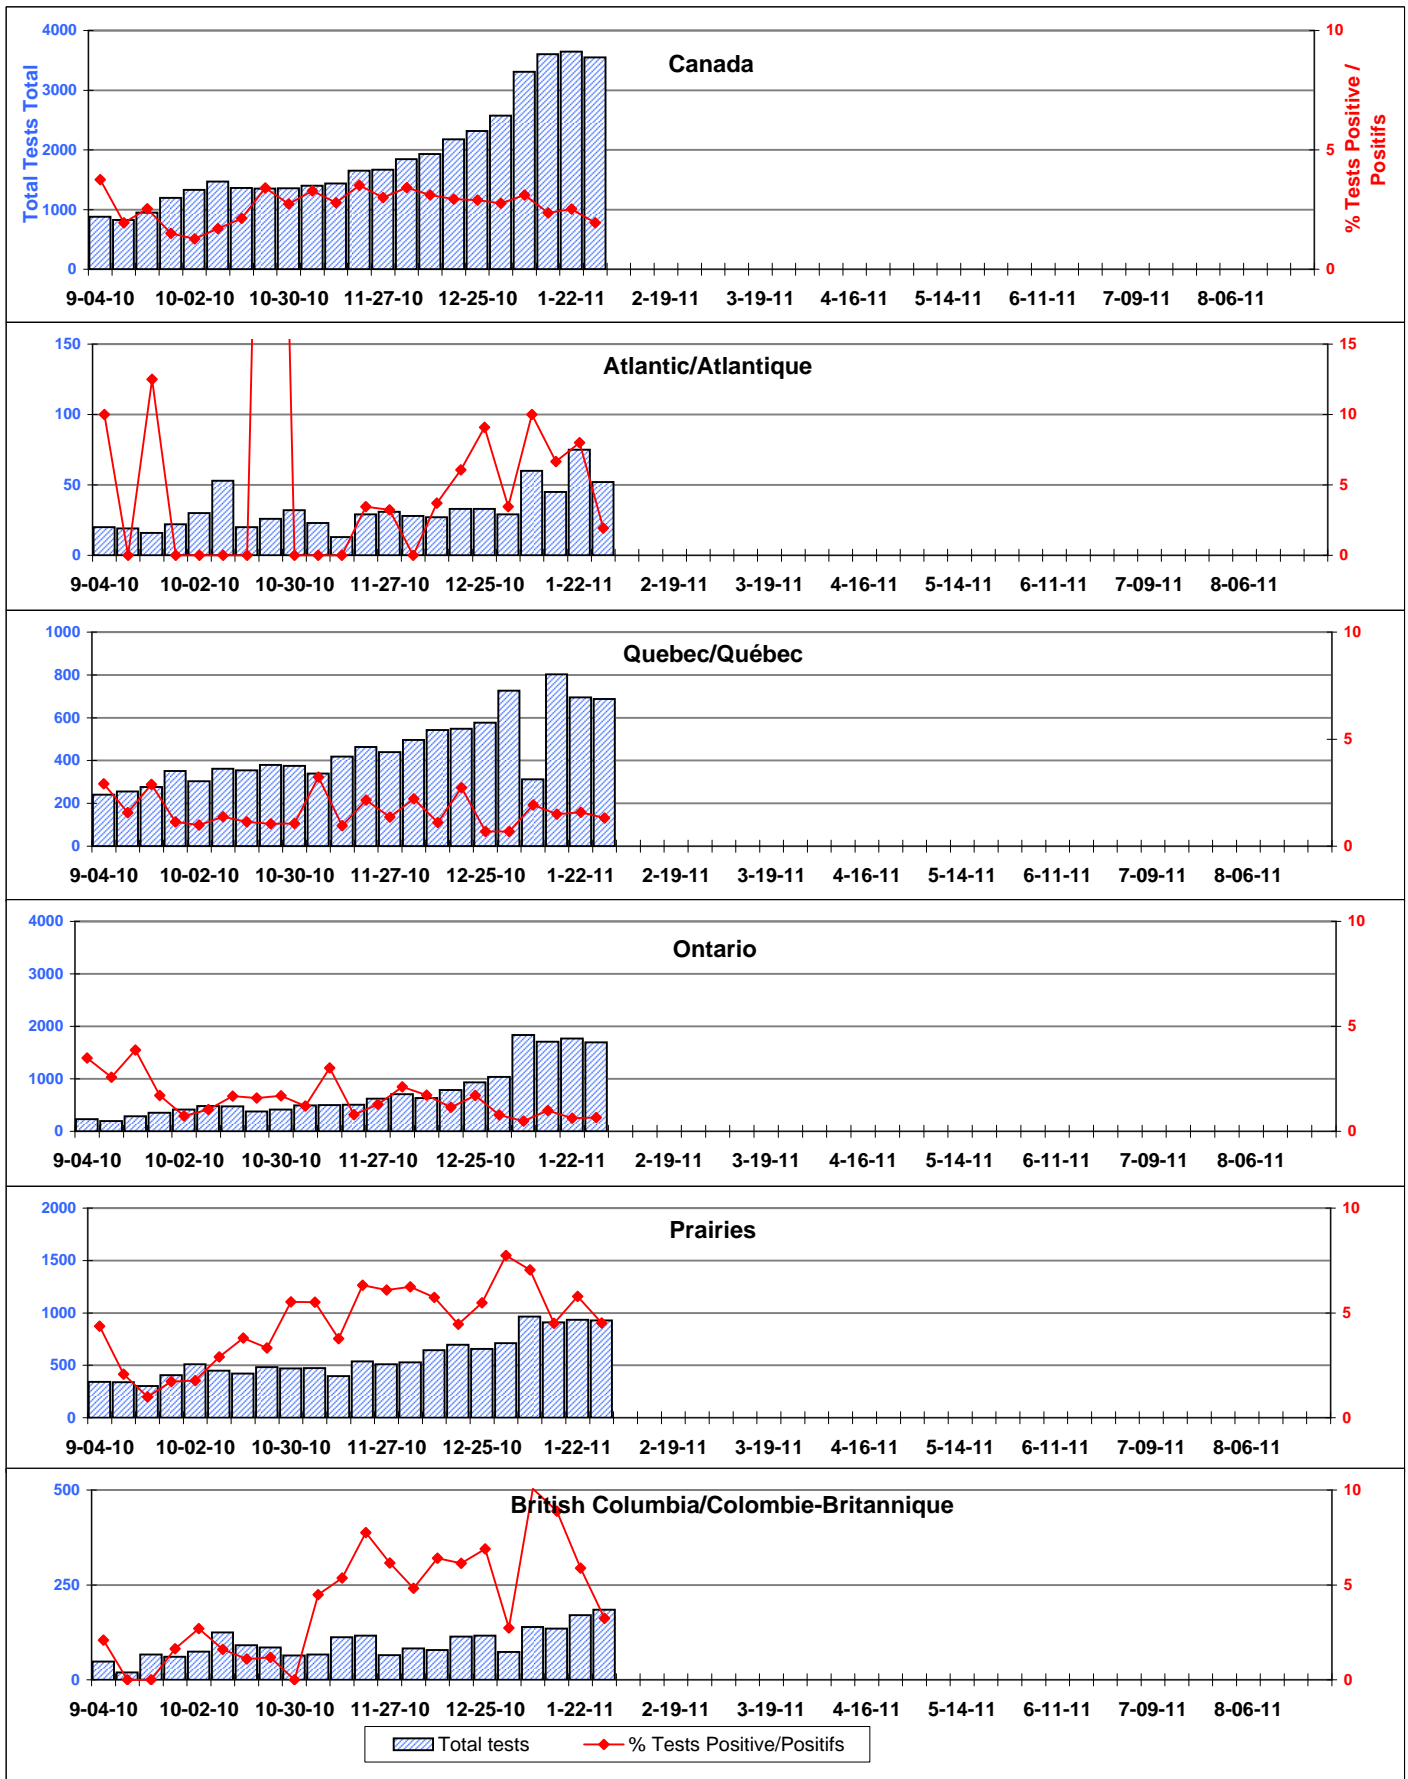 Canada
Total Tests Total
% Tests Positive /
Positifs
4000
3000
2000
1000
0
10
5
0
9-04-10 10-02-10 10-30-10 11-27-10 12-25-10 1-22-11 2-19-11 3-19-11 4-16-11 5-14-11 6-11-11 7-09-11 8-06-11
Atlantic/Atlantique
150
100
50
0
15
10
5
0
9-04-10 10-02-10 10-30-10 11-27-10 12-25-10 1-22-11 2-19-11 3-19-11 4-16-11 5-14-11 6-11-11 7-09-11 8-06-11
Quebec/Québec
1000
800
600
400
200
0
10
5
0
9-04-10 10-02-10 10-30-10 11-27-10 12-25-10 1-22-11 2-19-11 3-19-11 4-16-11 5-14-11 6-11-11 7-09-11 8-06-11
Ontario
4000
3000
2000
1000
0
10
5
0
9-04-10 10-02-10 10-30-10 11-27-10 12-25-10 1-22-11 2-19-11 3-19-11 4-16-11 5-14-11 6-11-11 7-09-11 8-06-11
Prairies
2000
1500
1000
500
0
10
5
0
9-04-10 10-02-10 10-30-10 11-27-10 12-25-10 1-22-11 2-19-11 3-19-11 4-16-11 5-14-11 6-11-11 7-09-11 8-06-11
British Columbia/Colombie-Britannique
500
250
0
10
5
0
9-04-10 10-02-10 10-30-10 11-27-10 12-25-10 1-22-11 2-19-11 3-19-11 4-16-11 5-14-11 6-11-11 7-09-11 8-06-11
Total tests % Tests Positive/Positifs